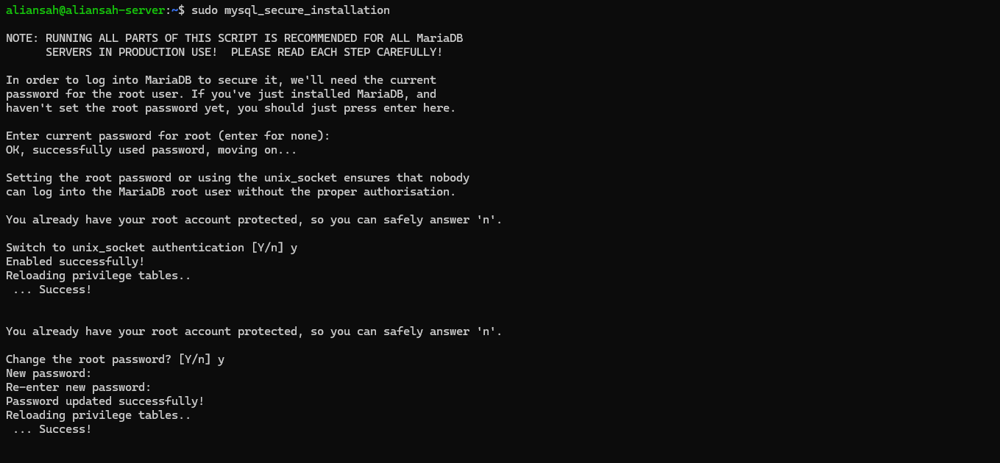 aliansah@aliansah-server:~$ sudo mysql_secure_installation
NOTE: RUNNING ALL PARTS OF THIS SCRIPT IS RECOMMENDED FOR ALL MariaDB
      SERVERS IN PRODUCTION USE!  PLEASE READ EACH STEP CAREFULLY!
In order to log into MariaDB to secure it, we'll need the current
password for the root user. If you've just installed MariaDB, and
haven't set the root password yet, you should just press enter here.
Enter current password for root (enter for none):
OK, successfully used password, moving on...
Setting the root password or using the unix_socket ensures that nobody
can log into the MariaDB root user without the proper authorisation.
You already have your root account protected, so you can safely answer 'n'.
Switch to unix_socket authentication [Y/n] y
Enabled successfully!
Reloading privilege tables..
 ... Success!
You already have your root account protected, so you can safely answer 'n'.
Change the root password? [Y/n] y
New password:
Re-enter new password:
Password updated successfully!
Reloading privilege tables..
 ... Success!